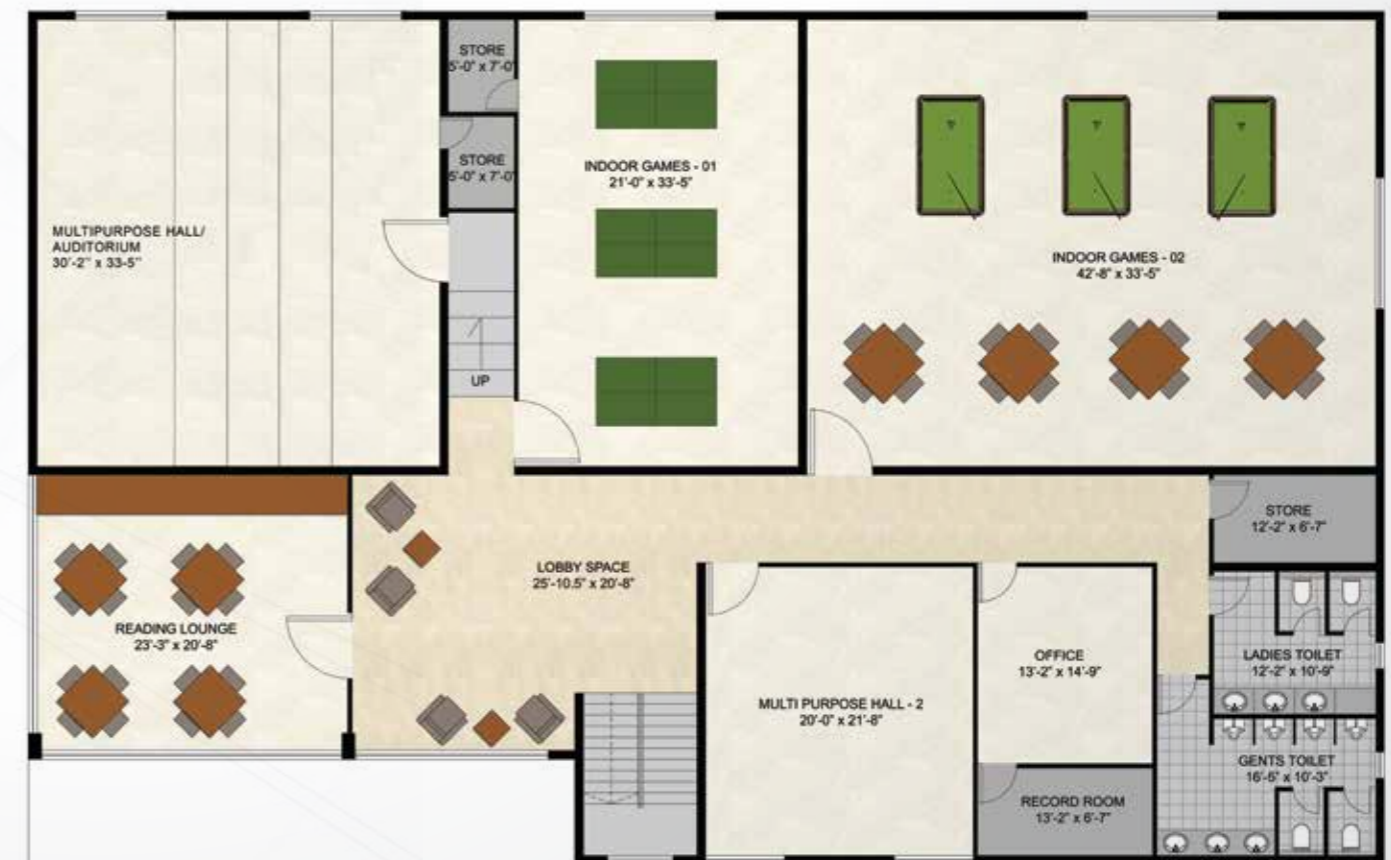 STORE
5'-0" x 7'-0"
STORE
5'-0" x 7'-0"
INDOOR GAMES - 01
21'-0" x 33'-5"
MULTIPURPOSE HALL/
AUDITORIUM
30'-2" x 33-5"
INDOOR GAMES - 02
42'-8" x 33'-5"
UP
STORE
12'-2" x 6'-7"
LOBBY SPACE
25'-10.5" x 20'-8"
READING LOUNGE
23'-3" x 20'-8"
OFFICE
13'-2" x 14'-9"
LADIES TOILET
12'-2" x 10'-9"
MULTI PURPOSE HALL - 2
20'-0" x 21'-8"
GENTS TOILET
16'-5" x 10'-3"
RECORD ROOM
13'-2" x 6'-7"